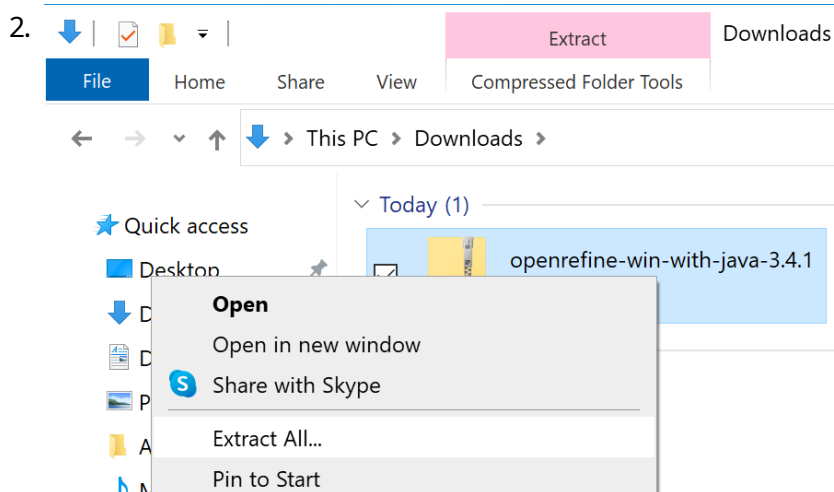 2.
Extract
Downloads
File
Home
Share
View
Compressed Folder Tools
This PC
Downloads
Today (1)
Quick access
Desktop
openrefine-win-with-java-3.4.1
Open
Open in new window
Share with Skype
Extract All...
Pin to Start